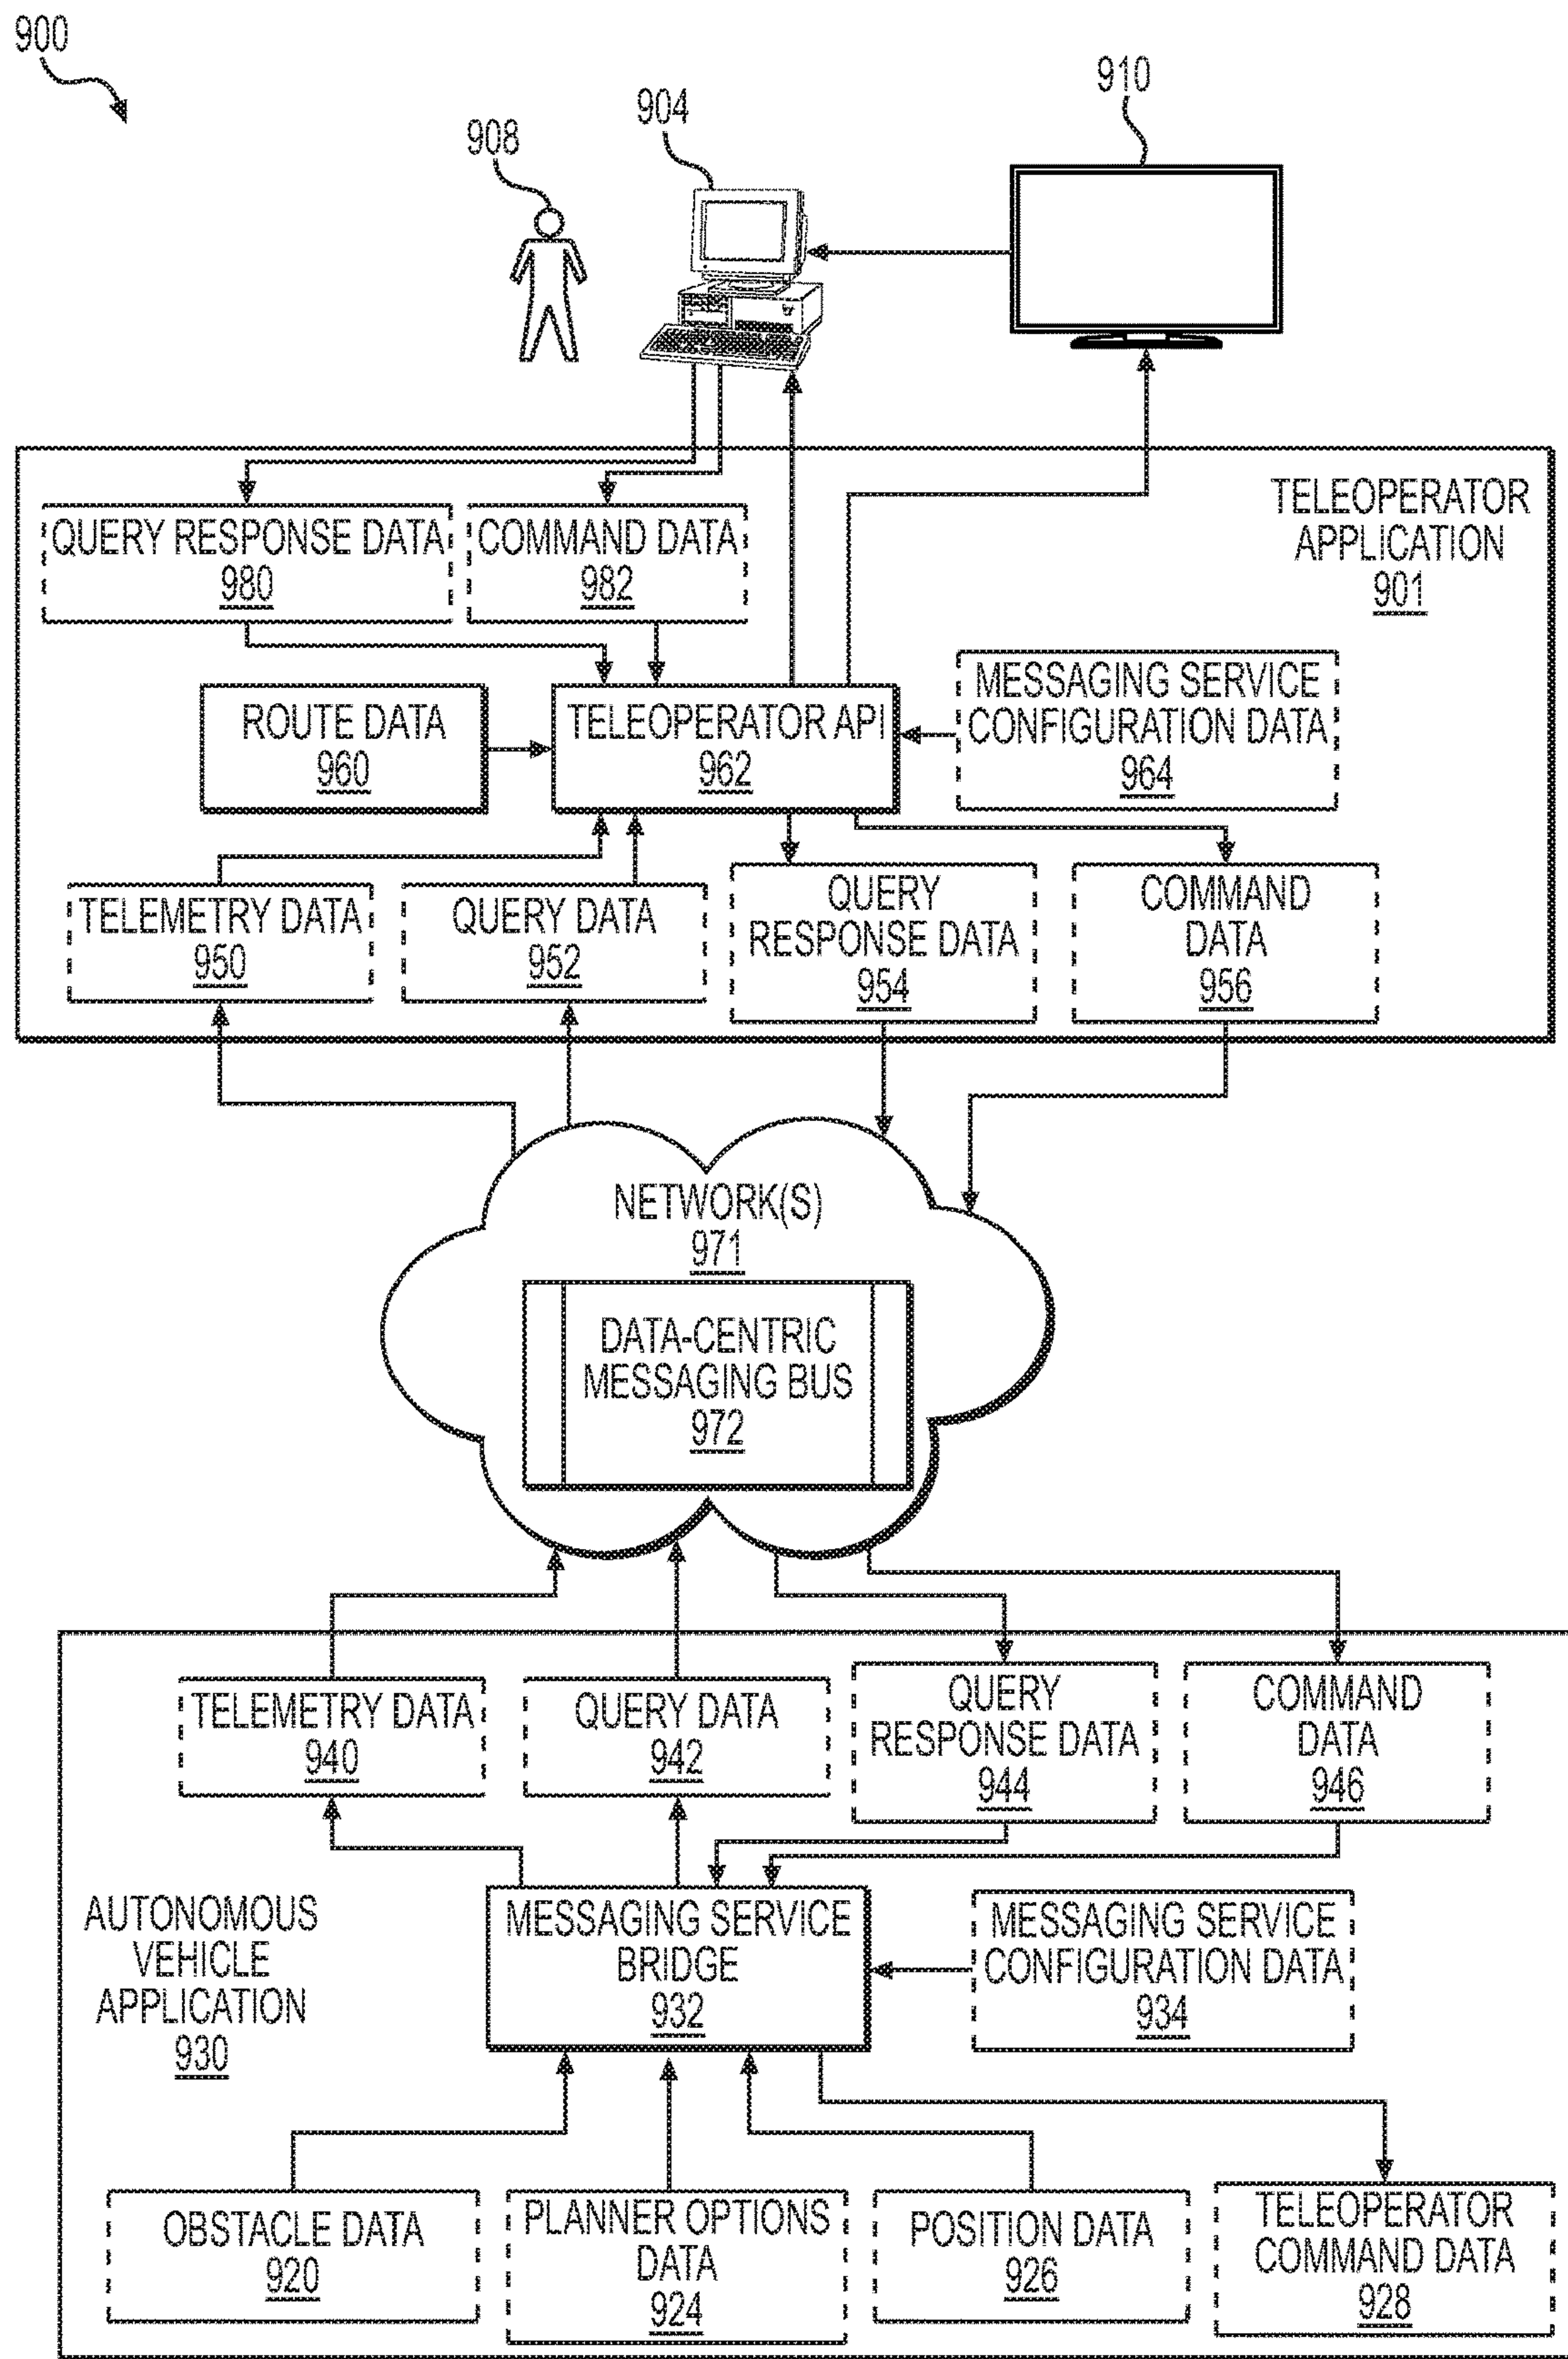 900
908
904
910
TELEOPERATOR
APPLICATION
901
QUERY RESPONSE DATA
980
COMMAND DATA
982
ROUTE DATA
960
TELEOPERATOR API
962
MESSAGING SERVICE
CONFIGURATION DATA
964
TELEMETRY DATA
950
QUERY DATA
952
QUERY
RESPONSE DATA
954
COMMAND
DATA
956
NETWORK(S)
971
DATA-CENTRIC
MESSAGING BUS
972
TELEMETRY DATA
940
QUERY DATA
942
QUERY
RESPONSE DATA
944
COMMAND
DATA
946
AUTONOMOUS
VEHICLE
APPLICATION
930
MESSAGING SERVICE
BRIDGE
932
MESSAGING SERVICE
CONFIGURATION DATA
934
OBSTACLE DATA
920
PLANNER OPTIONS
DATA
924
POSITION DATA
926
TELEOPERATOR
COMMAND DATA
928